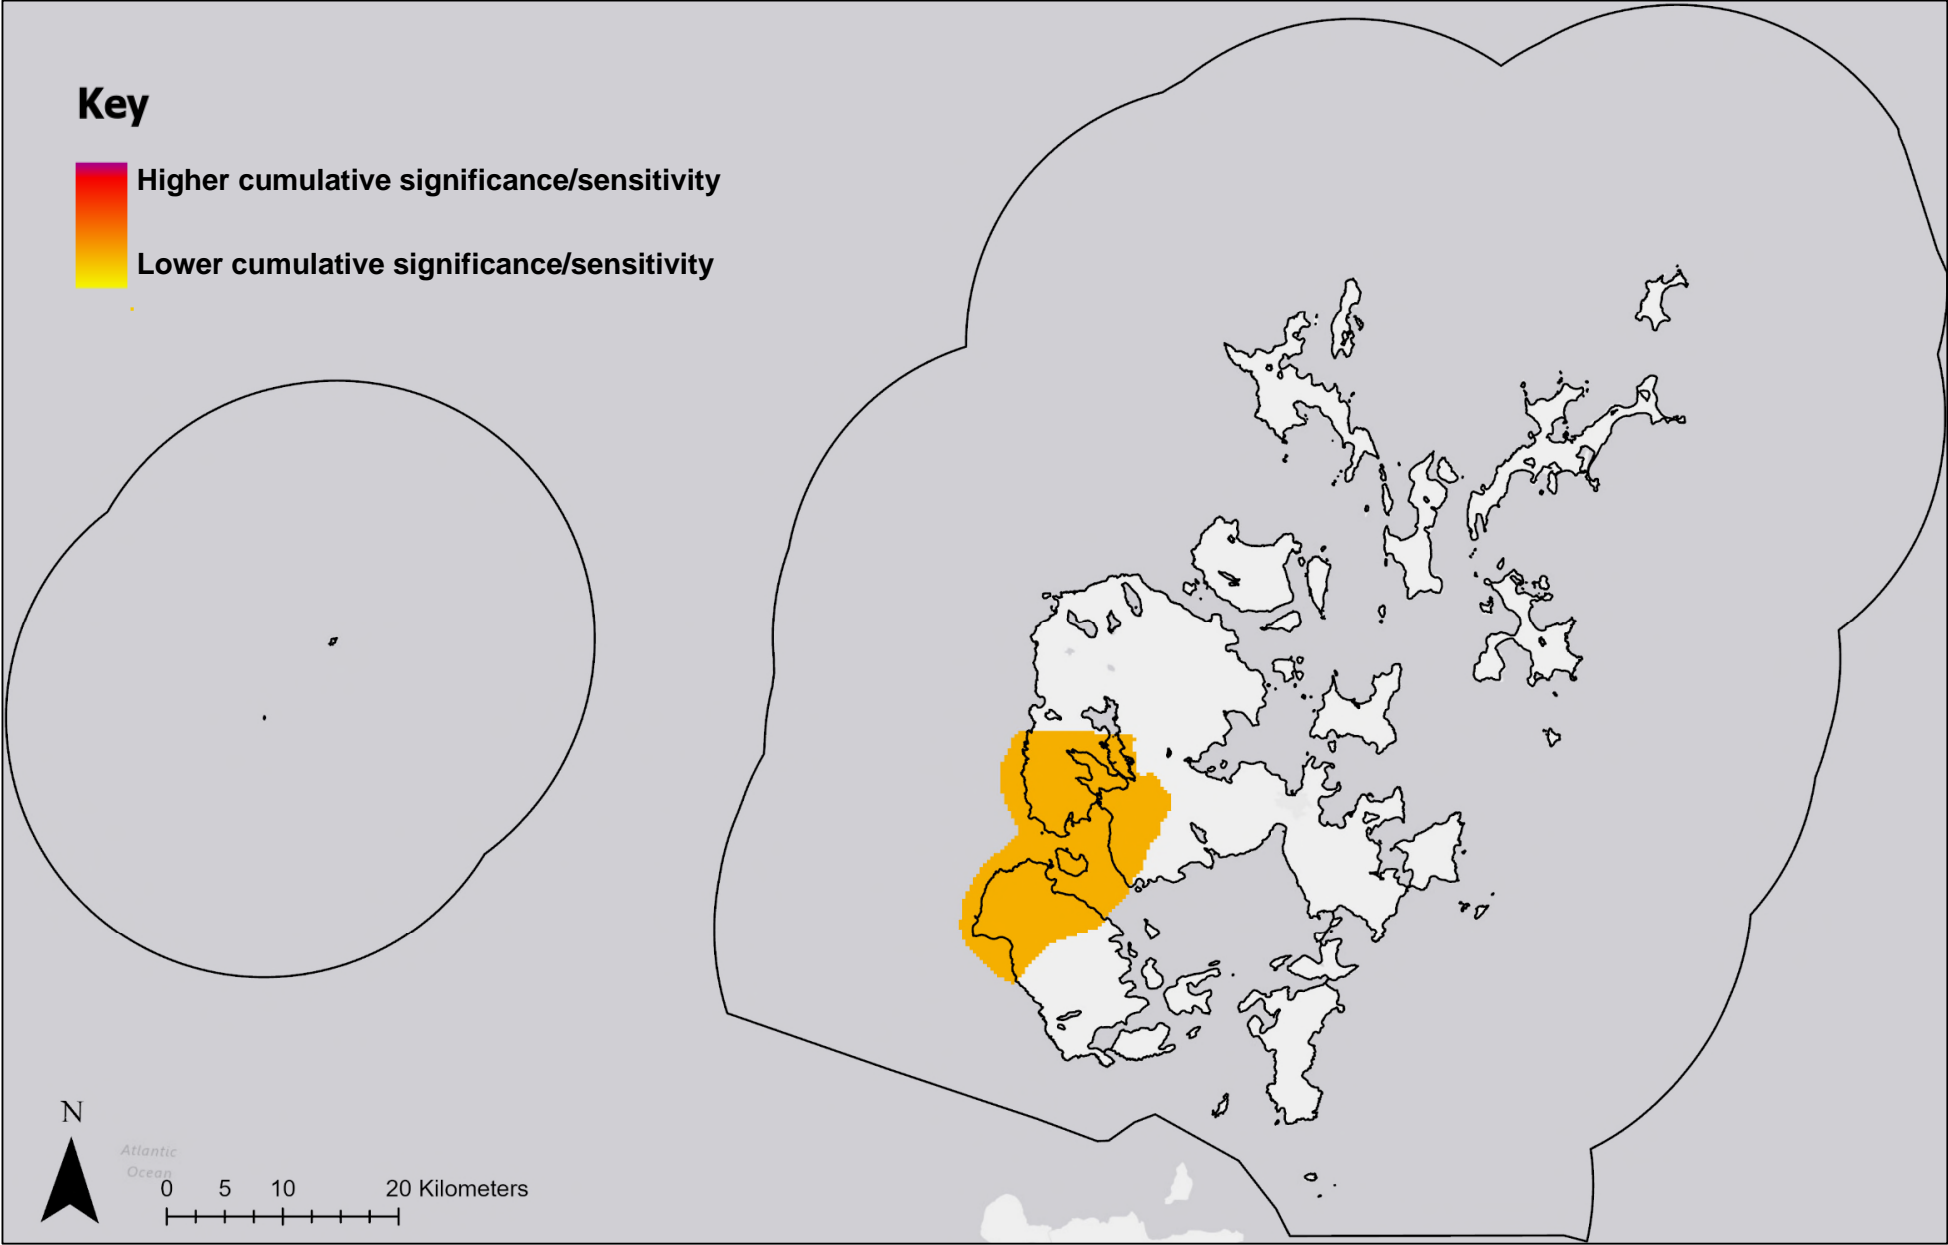 Key
Higher cumulative significance/sensitivity
Lower cumulative significance/sensitivity
N
Atlantic
Ocean
0 5 10 20 Kilometers